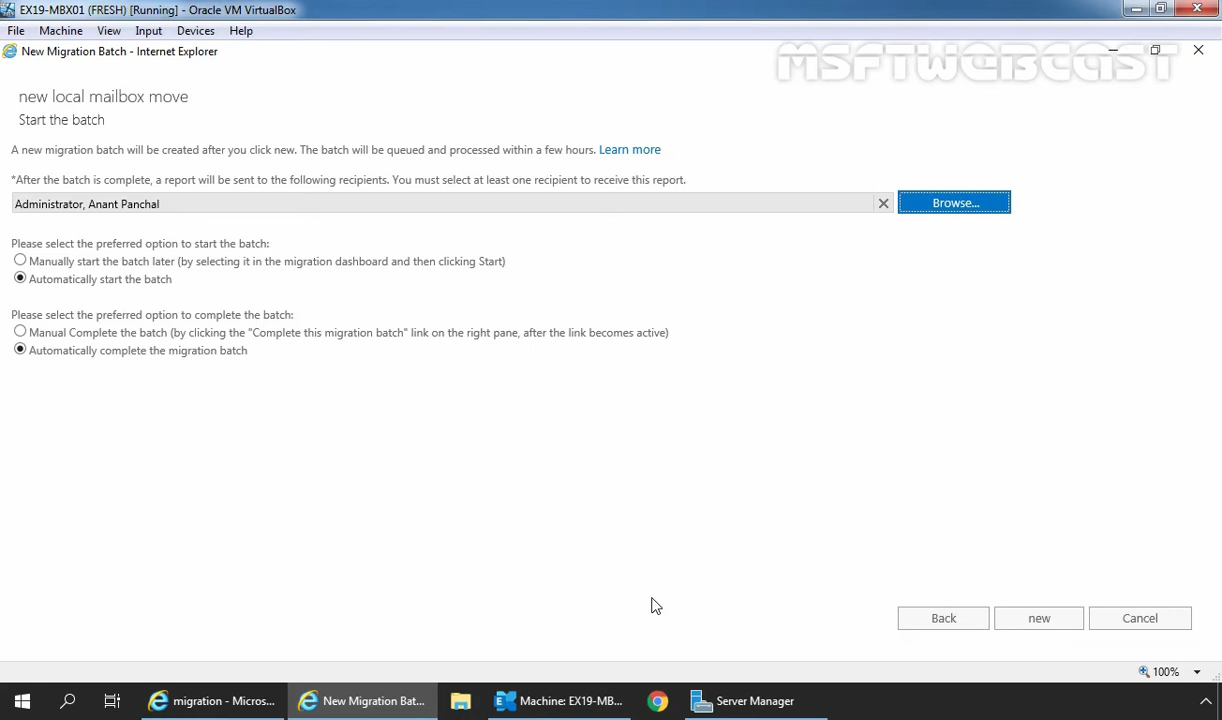 EX19-MBX01 (FRESH) [Running] - Oracle VM VirtualBox
File Machine View Input Devices Help
New Migration Batch - Internet Explorer
MSFTWEBCAST
new local mailbox move
Start the batch
A new migration batch will be created after you click new. The batch will be queued and processed within a few hours. Learn more
*After the batch is complete, a report will be sent to the following recipients. You must select at least one recipient to receive this report.
Administrator, Anant Panchal
Browse...
Please select the preferred option to start the batch:
Manually start the batch later (by selecting it in the migration dashboard and then clicking Start)
Automatically start the batch
Please select the preferred option to complete the batch:
Manual Complete the batch (by clicking the "Complete this migration batch" link on the right pane, after the link becomes active)
Automatically complete the migration batch
Back new Cancel
100%
migration - Micros... New Migration Bat... Machine: EX19-MB... Server Manager